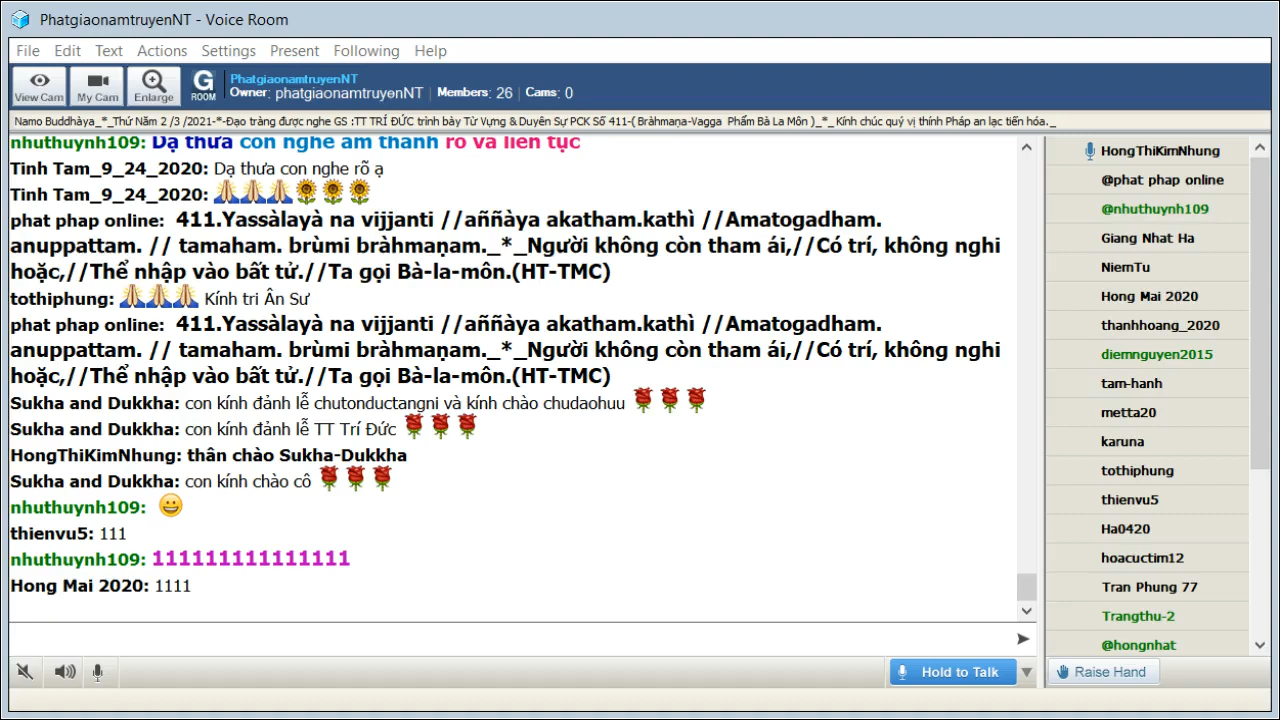 PhatgiaonamtruyenNT - Voice Room
File Edit Text Actions Settings Present Following Help
View Cam My Cam Enlarge G ROOM PhatgiaonamtruyenNT
Owner: phatgiaonamtruyenNT Members: 26 Cams: 0
Namo Buddhàya_*_Thứ Năm 2 /3 /2021-*-Đạo tràng được nghe GS :TT TRÍ ĐỨC trình bày Từ Vựng & Duyên Sự PCK Số 411-( Bràhmaṇa-Vagga Phẩm Bà La Môn )_*_ Kính chúc quý vị thính Pháp an lạc tiến hóa._
nhuthuynh109: Dạ thưa con nghe âm thanh rõ và liên tục
Tinh Tam_9_24_2020: Dạ thưa con nghe rõ ạ
Tinh Tam_9_24_2020:
phat phap online: 411.Yassàlayà na vijjanti //aññàya akatham.kathì //Amatogadham.
anuppattam. // tamaham. brùmi bràhmaṇam._*_Người không còn tham ái,//Có trí, không nghi
hoặc,//Thể nhập vào bất tử.//Ta gọi Bà-la-môn.(HT-TMC)
tothiphung: Kính tri Ân Sư
phat phap online: 411.Yassàlayà na vijjanti //aññàya akatham.kathì //Amatogadham.
anuppattam. // tamaham. brùmi bràhmaṇam._*_Người không còn tham ái,//Có trí, không nghi
hoặc,//Thể nhập vào bất tử.//Ta gọi Bà-la-môn.(HT-TMC)
Sukha and Dukkha: con kính đảnh lễ chutonductangni và kính chào chudaohuu
Sukha and Dukkha: con kính đảnh lễ TT Trí Đức
HongThiKimNhung: thân chào Sukha-Dukkha
Sukha and Dukkha: con kính chào cô
nhuthuynh109:
thienvu5: 111
nhuthuynh109: 111111111111111
Hong Mai 2020: 1111
HongThiKimNhung
@phat phap online
@nhuthuynh109
Giang Nhat Ha
NiemTu
Hong Mai 2020
thanhhoang_2020
diemnguyen2015
tam-hanh
metta20
karuna
tothiphung
thienvu5
Ha0420
hoacuctim12
Tran Phung 77
Trangthu-2
@hongnhat
Hold to Talk
Raise Hand